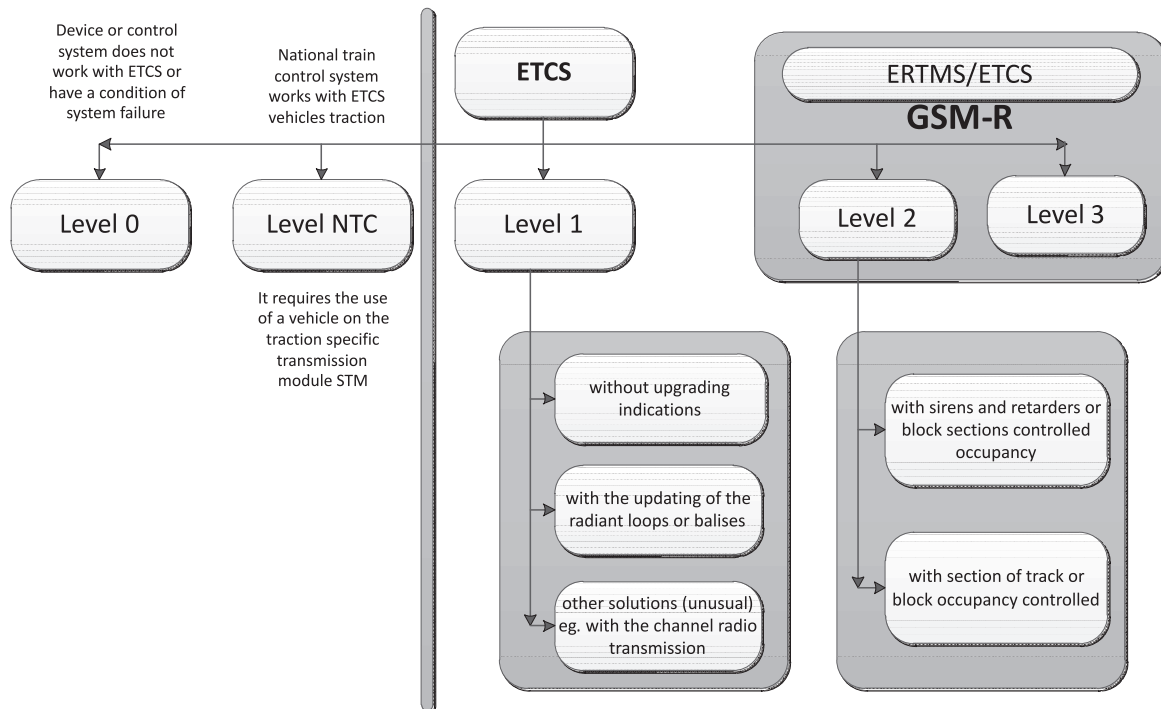 Device or control
system does not
work with ETCS or
have a condition of
system failure
National train
control system
works with ETCS
vehicles traction
ETCS
ERTMS/ETCS
GSM-R
Level 0
Level NTC
Level 1
Level 2
Level 3
It requires the use
of a vehicle on the
traction specific
transmission
module STM
without upgrading
indications
with the updating of the
radiant loops or balises
other solutions (unusual)
eg. with the channel radio
transmission
with sirens and retarders or
block sections controlled
occupancy
with section of track or
block occupancy controlled